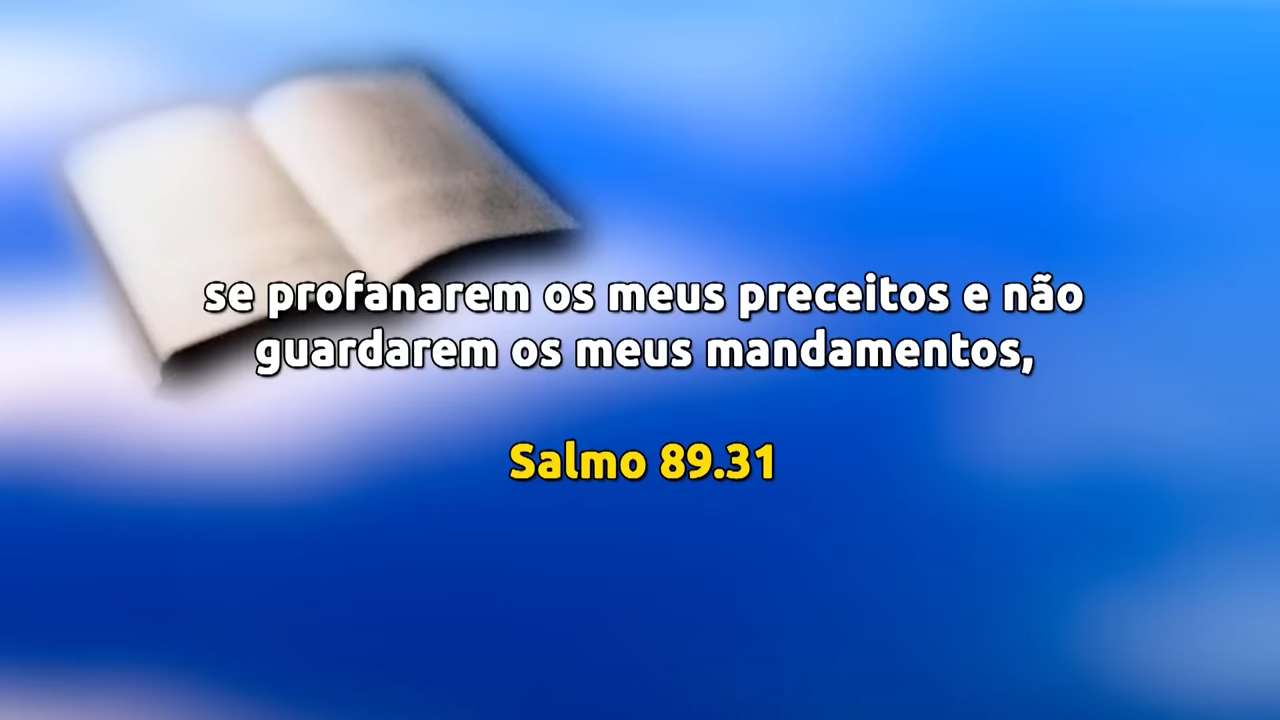 se profanarem os meus preceitos e não
guardarem os meus mandamentos,
Salmo 89.31